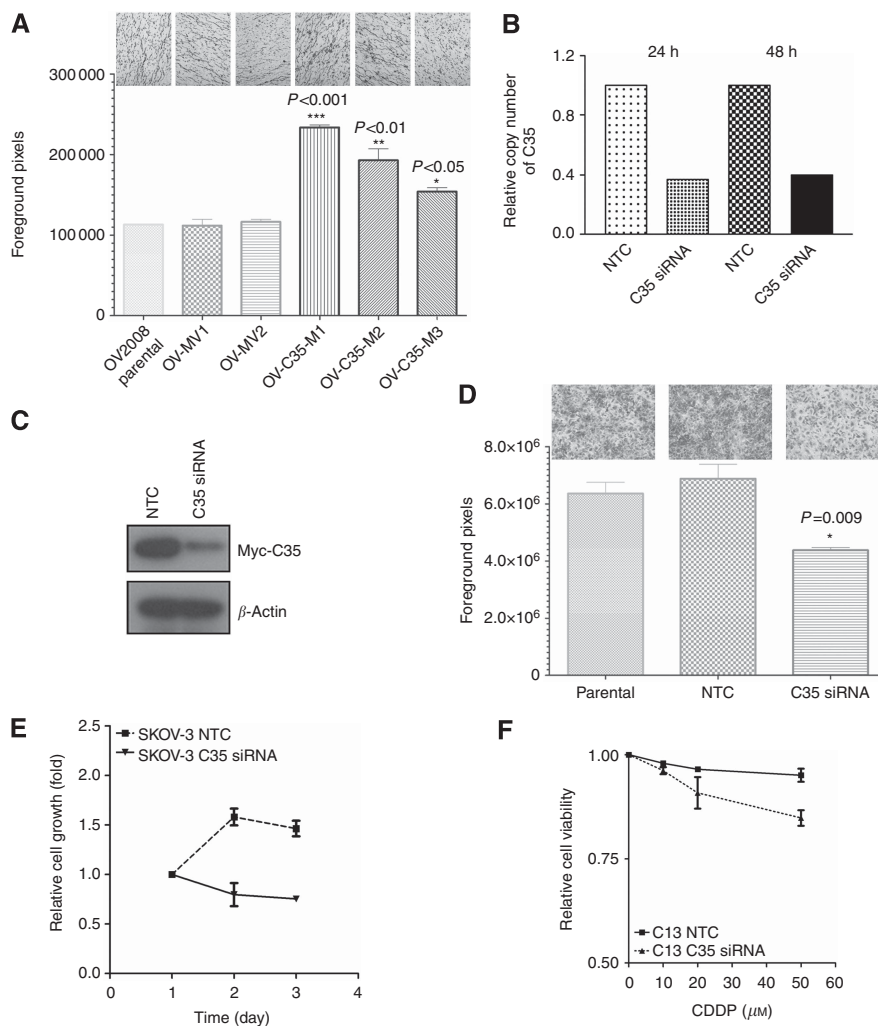 A
300 000
200 000
100 000
0
Foreground pixels
P<0.001
***
P<0.01
**
P<0.05
*
OV2008 parental
OV-MV1
OV-MV2
OV-C35-M1
OV-C35-M2
OV-C35-M3
B
1.2
0.8
0.4
0.0
Relative copy number
of C35
24 h
48 h
NTC
C35 siRNA
NTC
C35 siRNA
C
NTC
C35 siRNA
Myc-C35
β-Actin
D
8.0×10⁶
6.0×10⁶
4.0×10⁶
2.0×10⁶
0
Foreground pixels
P=0.009
*
Parental
NTC
C35 siRNA
E
2.5
2.0
1.5
1.0
0.5
0.0
Relative cell growth (fold)
SKOV-3 NTC
SKOV-3 C35 siRNA
0
1
2
3
4
Time (day)
F
1.00
0.75
0.50
Relative cell viability
C13 NTC
C13 C35 siRNA
0
10
20
30
40
50
60
CDDP (μM)